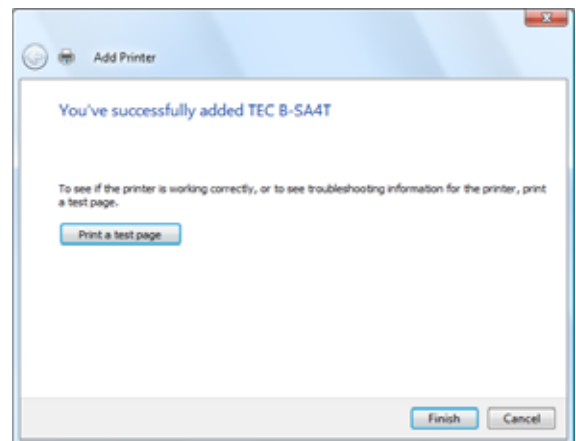 Add Printer
You've successfully added TEC B-SA4T
To see if the printer is working correctly, or to see troubleshooting information for the printer, print
a test page.
Print a test page
Finish Cancel